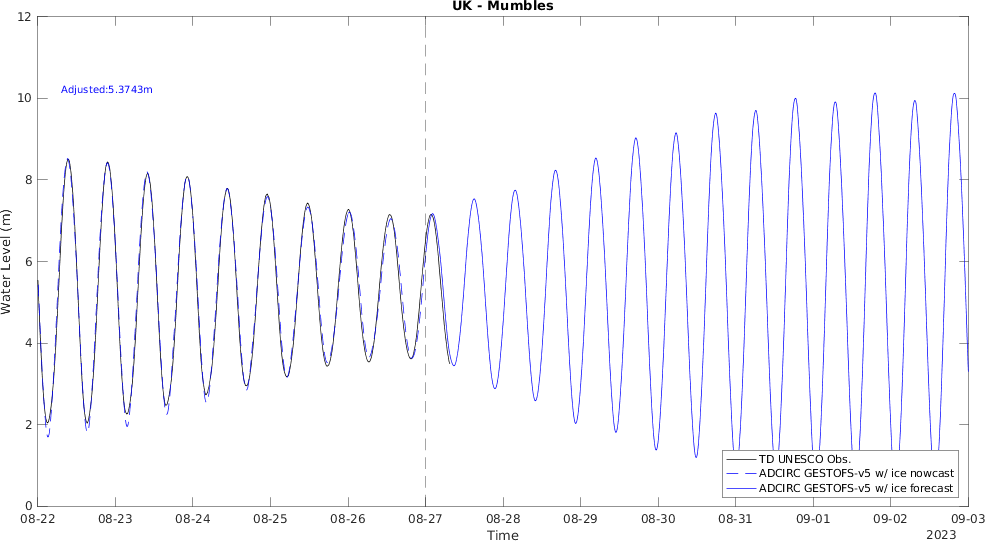 UK - Mumbles
12
10
8
6
4
2
0
Water Level (m)
Adjusted:5.3743m
TD UNESCO Obs.
ADCIRC GESTOFS-v5 w/ ice nowcast
ADCIRC GESTOFS-v5 w/ ice forecast
08-22 08-23 08-24 08-25 08-26 08-27 08-28 08-29 08-30 08-31 09-01 09-02 09-03
Time
2023